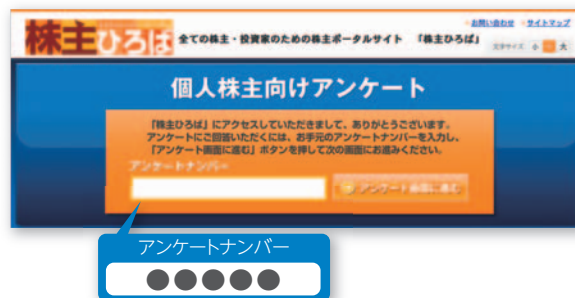 お問い合わせ サイトマップ
株主ひろば 全ての株主・投資家のための株主ポータルサイト 「株主ひろば」
文字サイズ 小 中 大
個人株主向けアンケート
「株主ひろば」にアクセスしていただきまして、ありがとうございます。
アンケートにご回答いただくには、お手元のアンケートナンバーを入力し、
「アンケート画面に進む」ボタンを押して次の画面にお進みください。
アンケートナンバー
アンケート画面に進む
アンケートナンバー
●●●●●